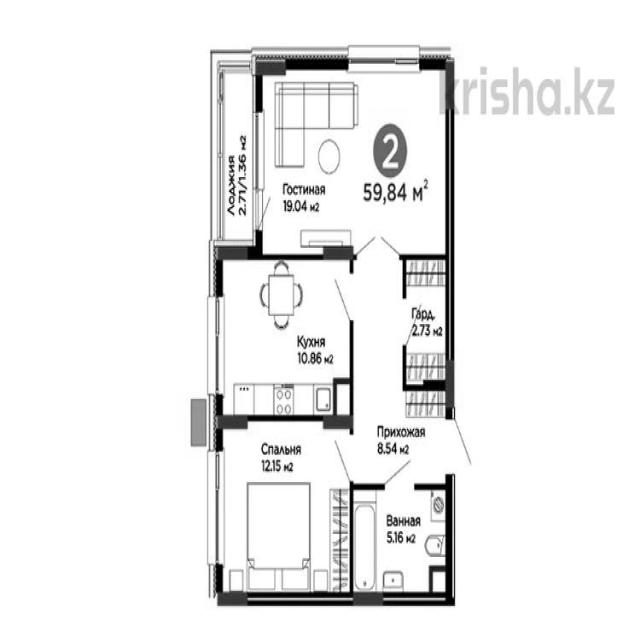 krisha.kz
2
59,84 м²
Лоджия
2.71/1.36 м2
Гостиная
19.04 м2
Гард.
2.73 м2
Кухня
10.86 м2
Прихожая
8.54 м2
Спальня
12.15 м2
Ванная
5.16 м2